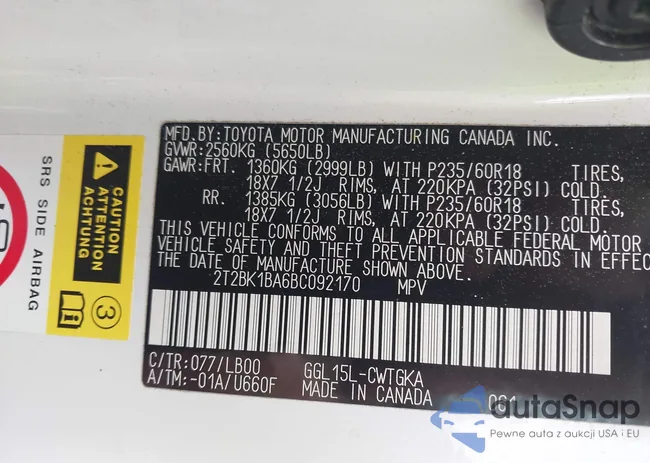 MFD.BY:TOYOTA MOTOR MANUFACTURING CANADA INC.
GVWR:2560KG (5650LB)
GAWR:FRT. 1360KG (2999LB) WITH P235/60R18 TIRES,
18X7 1/2J RIMS, AT 220KPA (32PSI) COLD.
RR. 1385KG (3056LB) WITH P235/60R18 TIRES,
18X7 1/2J RIMS, AT 220KPA (32PSI) COLD.
THIS VEHICLE CONFORMS TO ALL APPLICABLE FEDERAL MOTOR
VEHICLE SAFETY AND THEFT PREVENTION STANDARDS IN EFFEC
THE DATE OF MANUFACTURE SHOWN ABOVE.
2T2BK1BA6BC092170 MPV
C/TR:077/LB00 GGL15L-CWTGKA
A/TM:-01A/U660F MADE IN CANADA
SRS SIDE AIRBAG
CAUTION
ATTENTION
ACHTUNG
3
autaSnap
Pewne auta z aukcji USA i EU